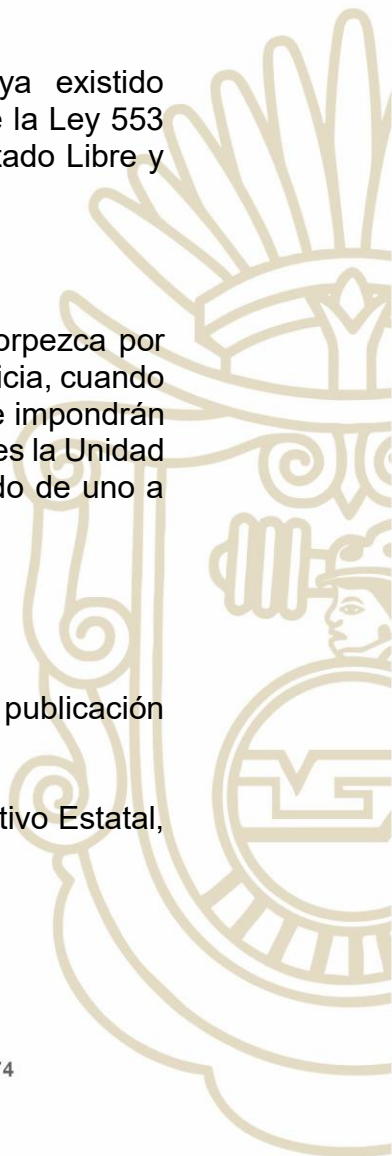 ya existido
e la Ley 553
tado Libre y
orpezca por
icia, cuando
e impondrán
es la Unidad
do de uno a
publicación
tivo Estatal,
74